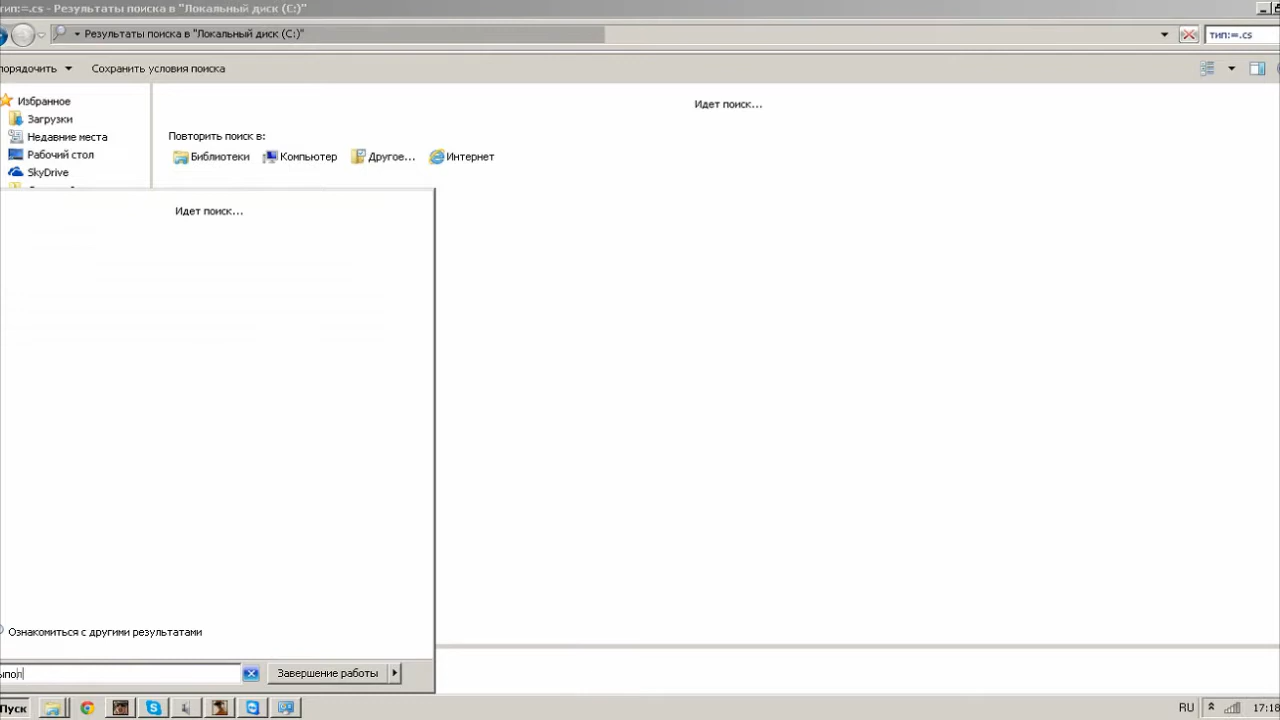 тип:=.cs - Результаты поиска в "Локальный диск (C:)"
Результаты поиска в "Локальный диск (C:)"
тип:=.cs
порядочить
Сохранить условия поиска
Избранное
Загрузки
Недавние места
Рабочий стол
SkyDrive
Идет поиск...
Повторить поиск в:
Библиотеки
Компьютер
Другое...
Интернет
Идет поиск...
Ознакомиться с другими результатами
Завершение работы
Пуск
RU
17:18